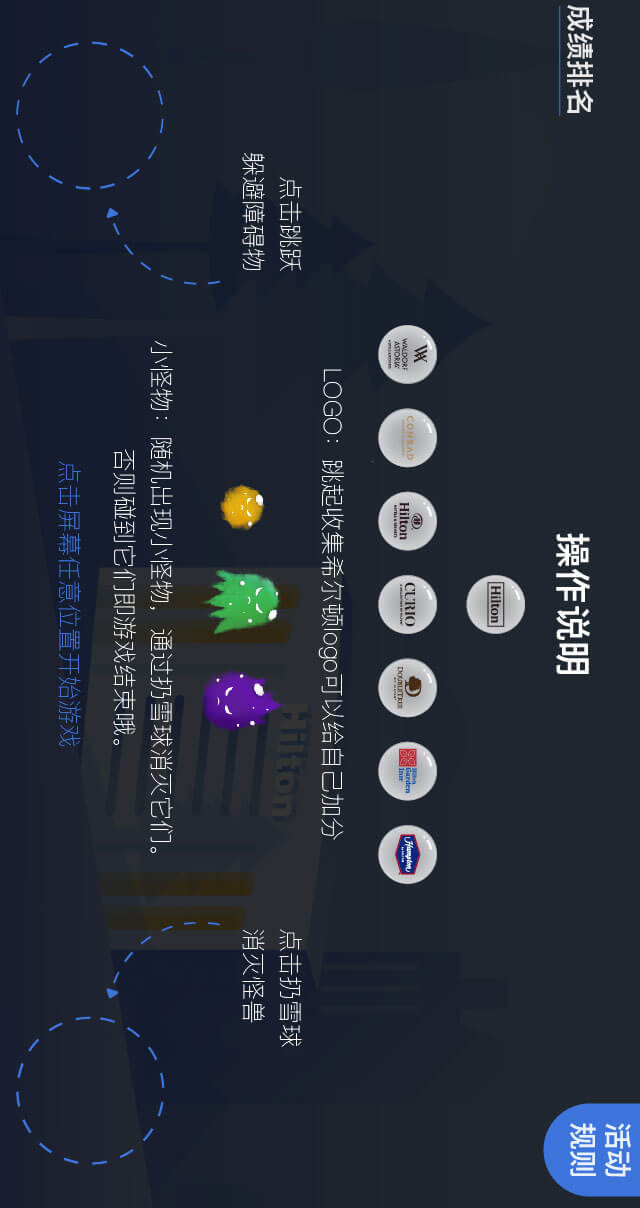 成绩排名
活动
规则
操作说明
Hilton
WALDORF
ASTORIA
CONRAD
Hilton
CURIO
DOUBLETREE
Hilton
Garden
Inn
Hampton
LOGO： 跳起收集希尔顿logo可以给自己加分
点击跳跃
躲避障碍物
点击扔雪球
消灭怪兽
Hilton
小怪物： 随机出现小怪物， 通过扔雪球消灭它们。
否则碰到它们即游戏结束哦。
点击屏幕任意位置开始游戏